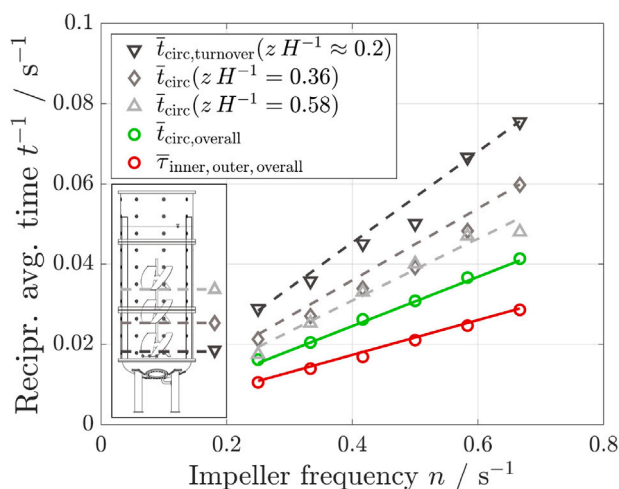 Recipr. avg. time t⁻¹ / s⁻¹
0.1
0.08
0.06
0.04
0.02
0
t̄circ,turnover(z H⁻¹ ≈ 0.2)
t̄circ(z H⁻¹ = 0.36)
t̄circ(z H⁻¹ = 0.58)
t̄circ,overall
τ̄inner, outer, overall
0 0.2 0.4 0.6 0.8
Impeller frequency n / s⁻¹